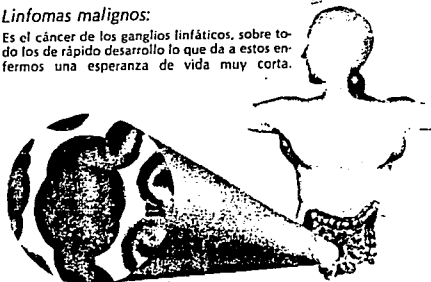 Linfomas malignos:
Es el cáncer de los ganglios linfáticos, sobre to-
do los de rápido desarrollo lo que da a estos en-
fermos una esperanza de vida muy corta.